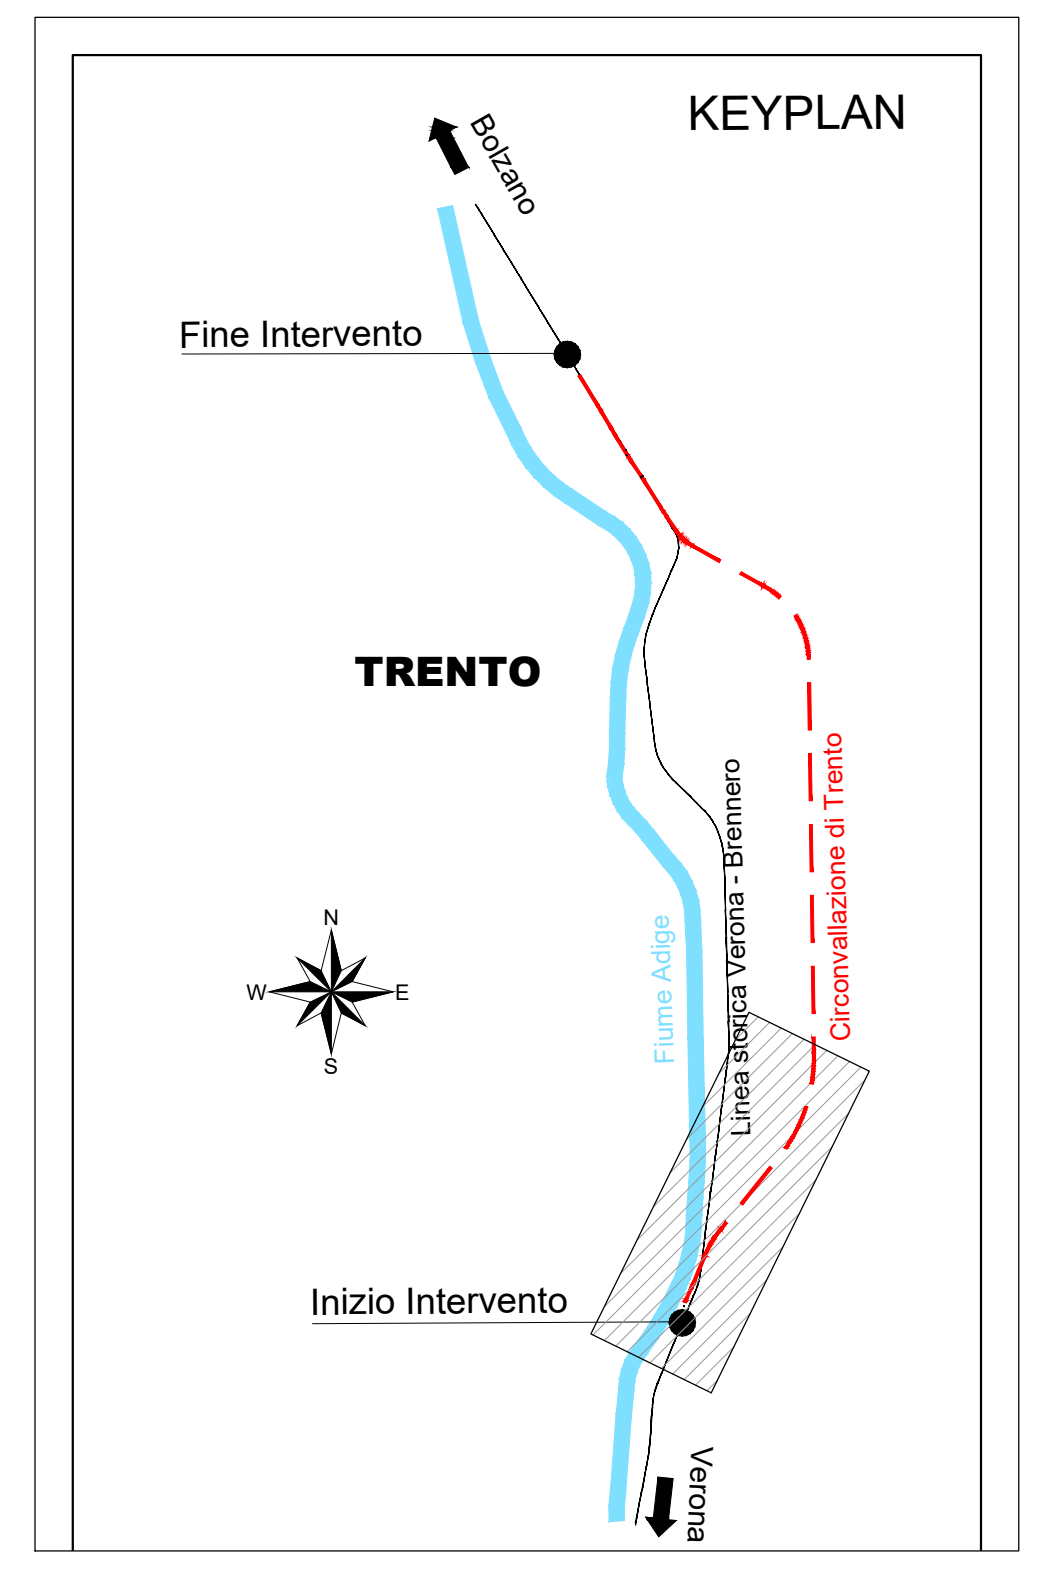 KEYPLAN
Bolzano
Fine Intervento
TRENTO
Linea storica Verona - Brennero
Circonvallazione di Trento
Fiume Adige
N
W
E
S
Inizio Intervento
Verona